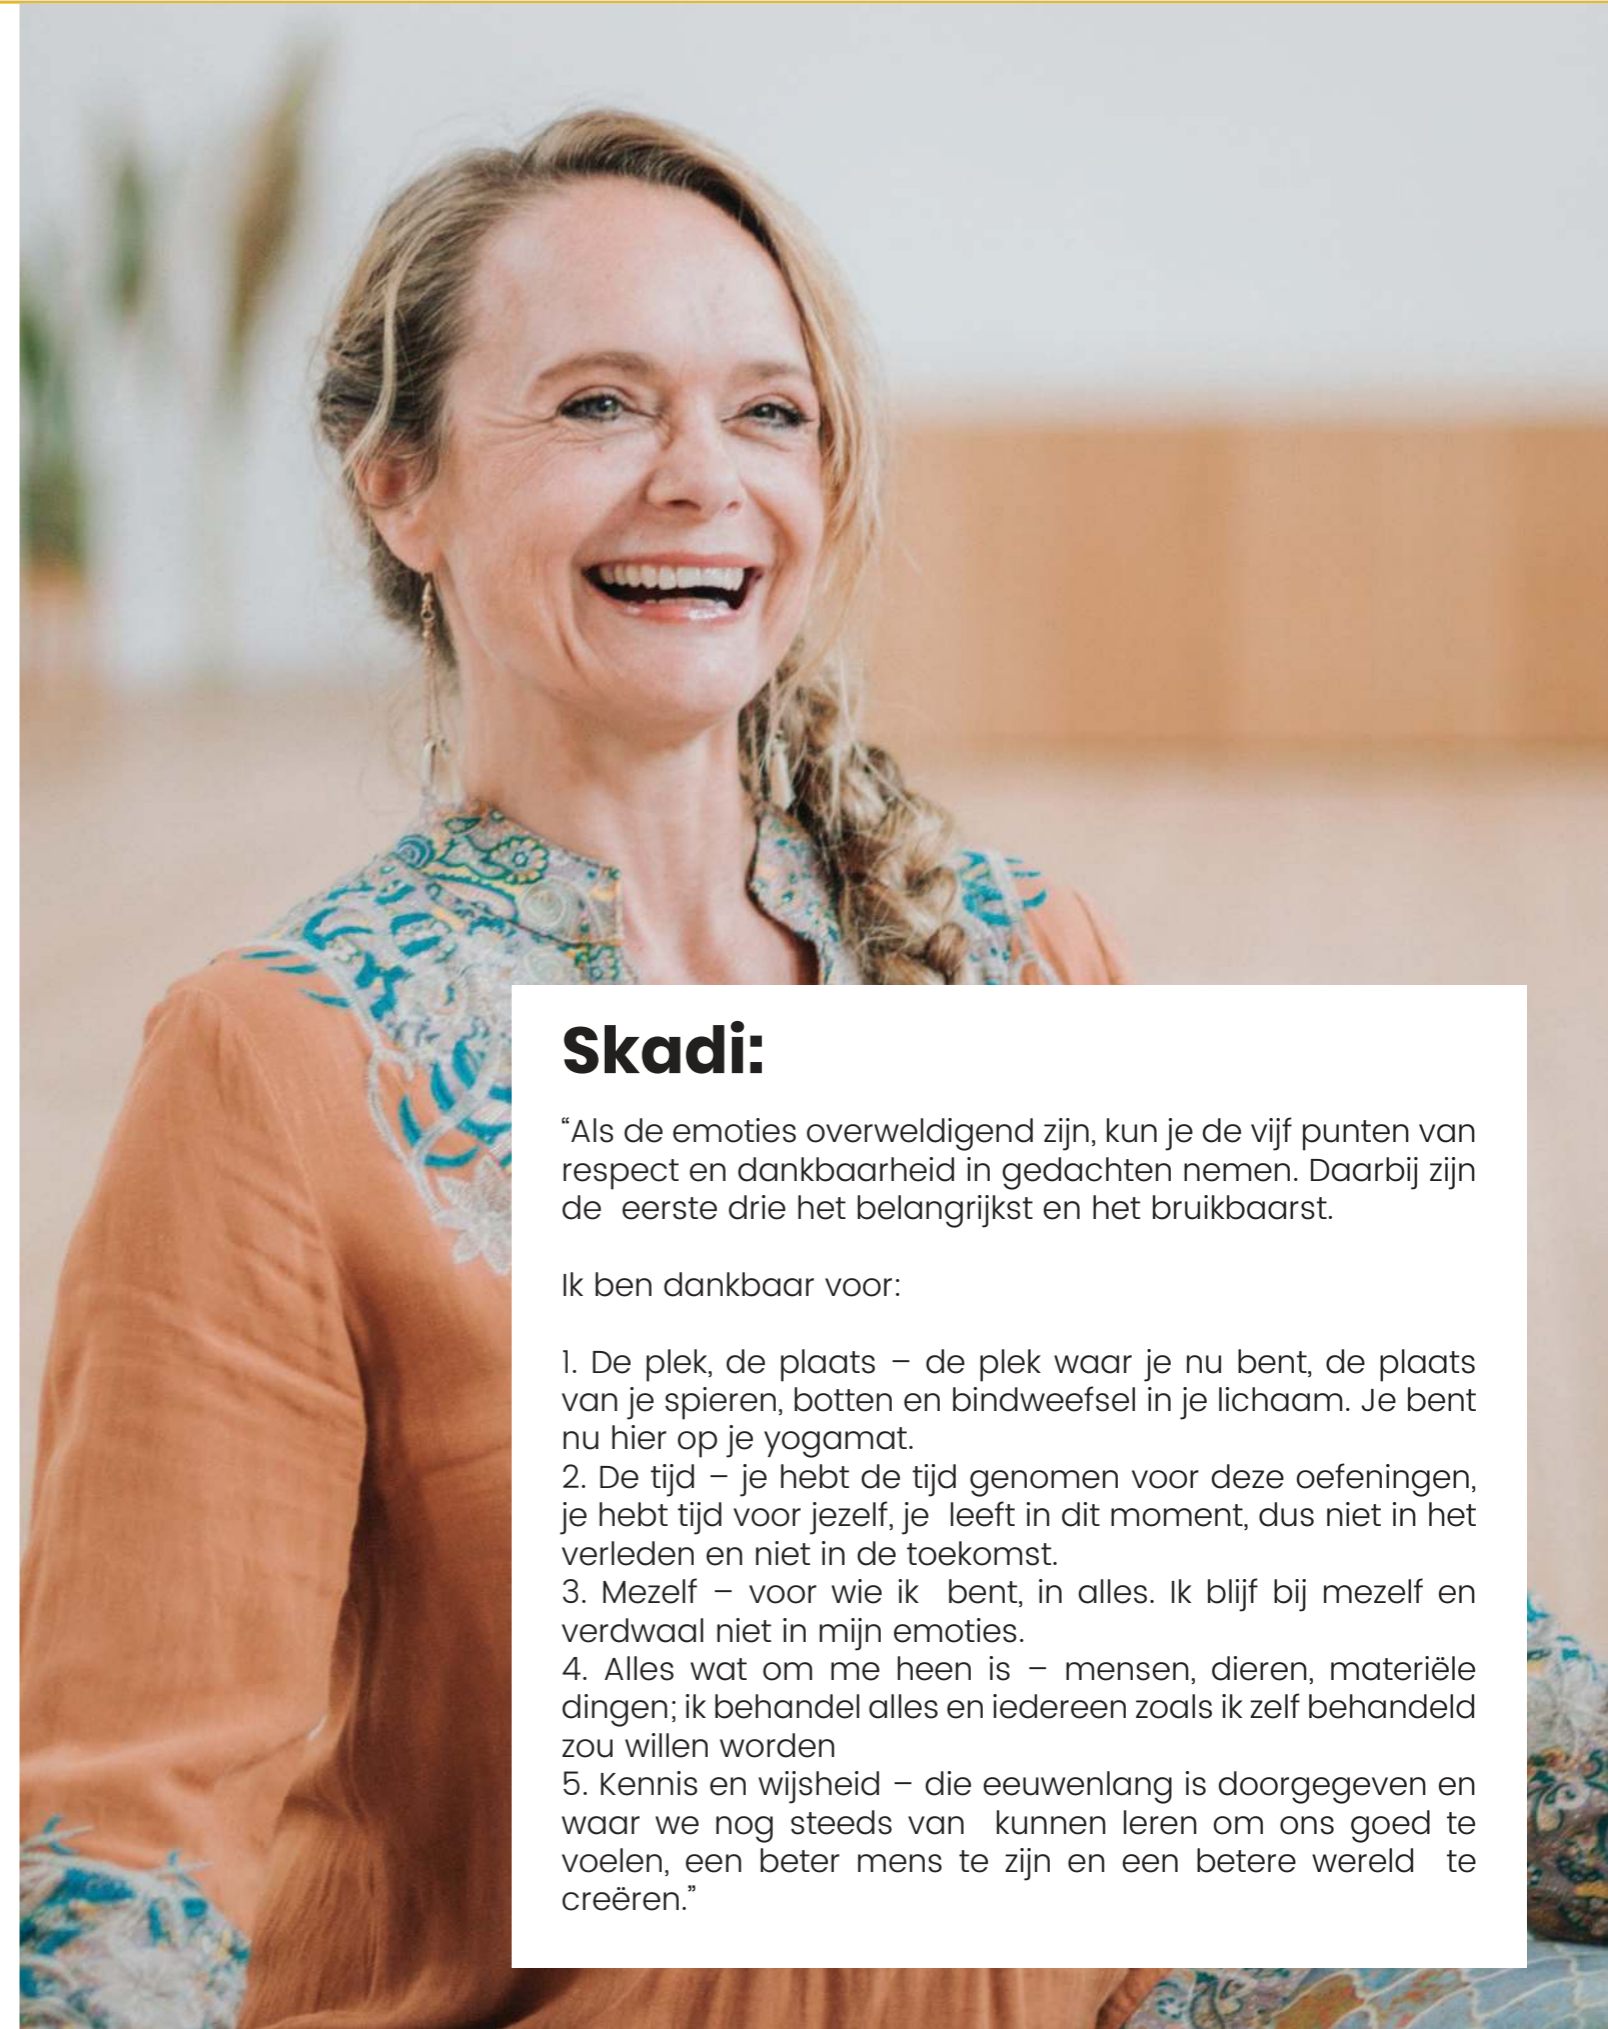 Skadi:
“Als de emoties overweldigend zijn, kun je de vijf punten van
respect en dankbaarheid in gedachten nemen. Daarbij zijn
de eerste drie het belangrijkst en het bruikbaarst.
Ik ben dankbaar voor:
1. De plek, de plaats – de plek waar je nu bent, de plaats
van je spieren, botten en bindweefsel in je lichaam. Je bent
nu hier op je yogamat.
2. De tijd – je hebt de tijd genomen voor deze oefeningen,
je hebt tijd voor jezelf, je leeft in dit moment, dus niet in het
verleden en niet in de toekomst.
3. Mezelf – voor wie ik bent, in alles. Ik blijf bij mezelf en
verdwaal niet in mijn emoties.
4. Alles wat om me heen is – mensen, dieren, materiële
dingen; ik behandel alles en iedereen zoals ik zelf behandeld
zou willen worden
5. Kennis en wijsheid – die eeuwenlang is doorgegeven en
waar we nog steeds van kunnen leren om ons goed te
voelen, een beter mens te zijn en een betere wereld te
creëren.”